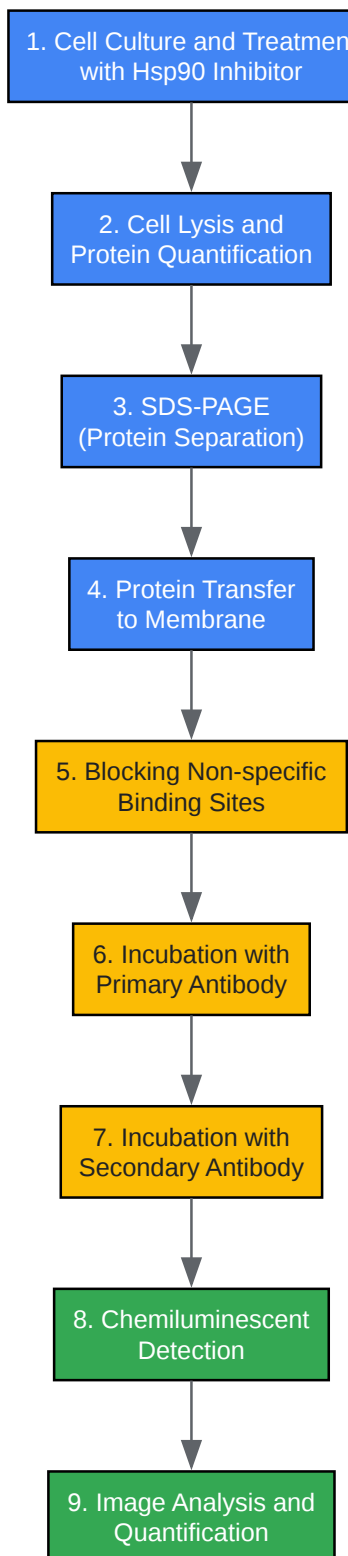 1. Cell Culture and Treatmen
with Hsp90 Inhibitor
2. Cell Lysis and
Protein Quantification
3. SDS-PAGE
(Protein Separation)
4. Protein Transfer
to Membrane
5. Blocking Non-specific
Binding Sites
6. Incubation with
Primary Antibody
7. Incubation with
Secondary Antibody
8. Chemiluminescent
Detection
9. Image Analysis and
Quantification